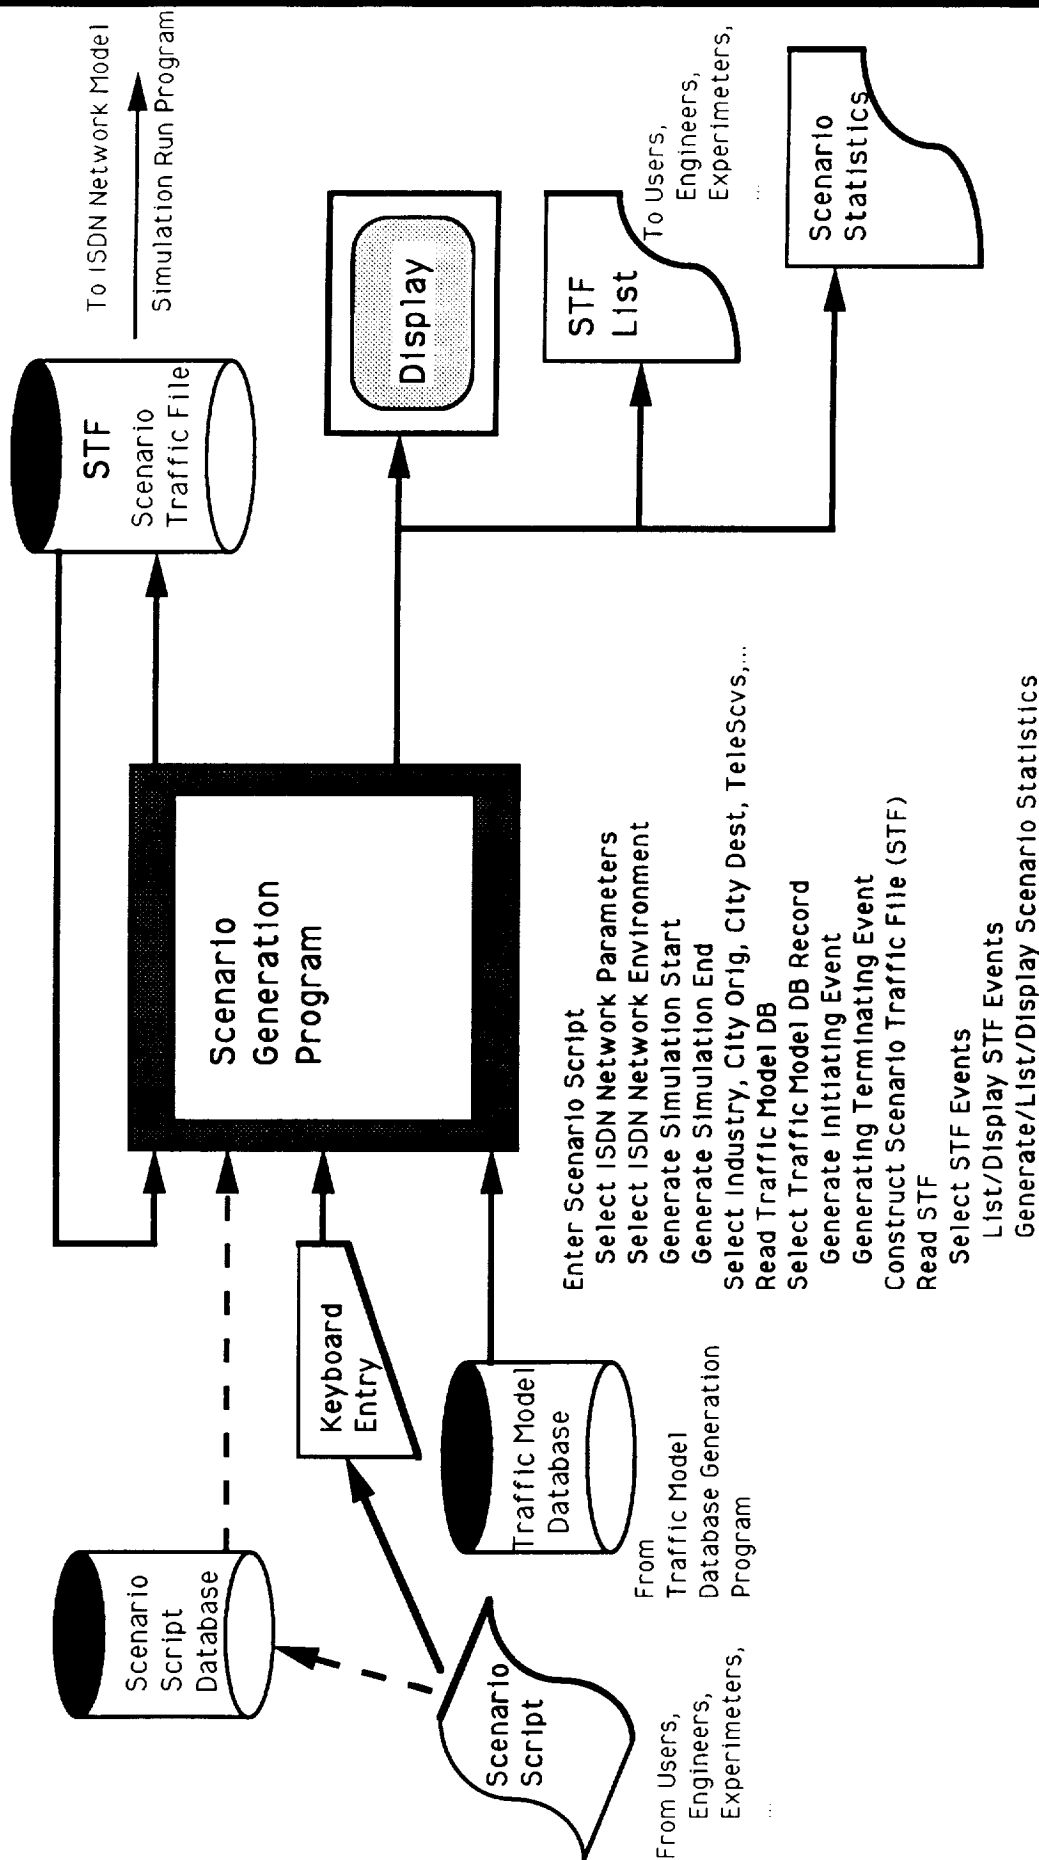 Scenario
Script
Database
Scenario
Script
From Users,
Engineers,
Experimeters,
...
Keyboard
Entry
Traffic Model
Database
From
Traffic Model
Database Generation
Program
Scenario
Generation
Program
STF
Scenario
Traffic File
To ISDN Network Model
Simulation Run Program
Display
STF
List
To Users,
Engineers,
Experimeters,
...
Scenario
Statistics
Enter Scenario Script
Select ISDN Network Parameters
Select ISDN Network Environment
Generate Simulation Start
Generate Simulation End
Select Industry, City Orig, City Dest, TeleScvs,...
Read Traffic Model DB
Select Traffic Model DB Record
Generate Initiating Event
Generating Terminating Event
Construct Scenario Traffic File (STF)
Read STF
Select STF Events
List/Display STF Events
Generate/List/Display Scenario Statistics